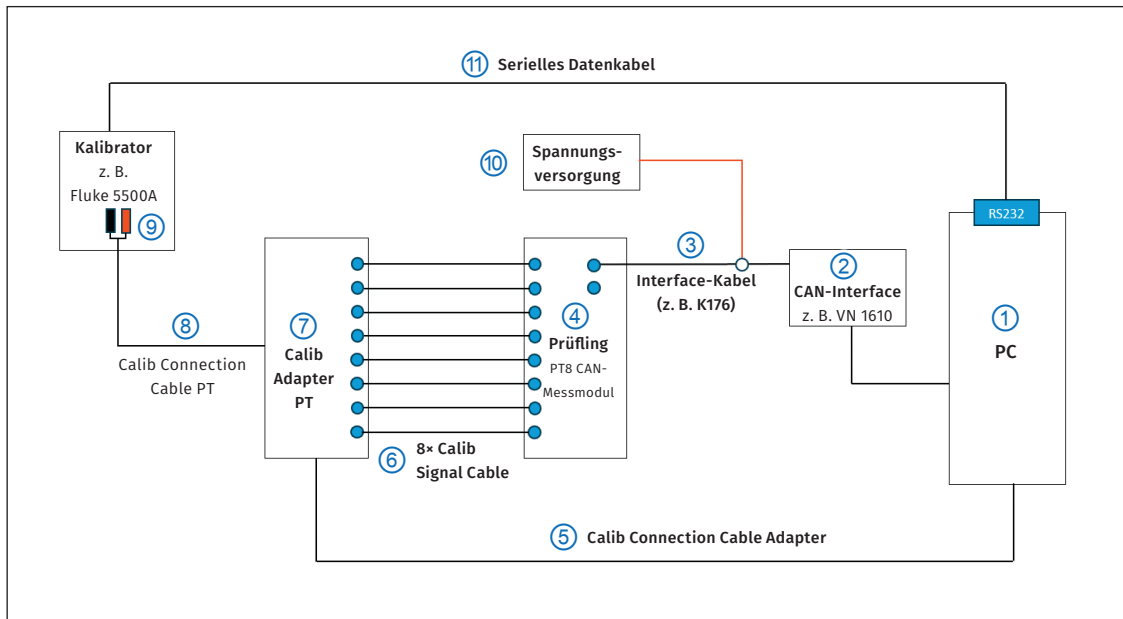 ⑪ Serielles Datenkabel
Kalibrator
z. B.
Fluke 5500A
⑨
⑩ Spannungs-
versorgung
RS232
① 
PC
② 
CAN-Interface
z. B. VN 1610
③
Interface-Kabel
(z. B. K176)
④
Prüfling
PT8 CAN-
Messmodul
⑦
Calib
Adapter
PT
⑧
Calib Connection
Cable PT
⑥ 8× Calib
Signal Cable
⑤ Calib Connection Cable Adapter